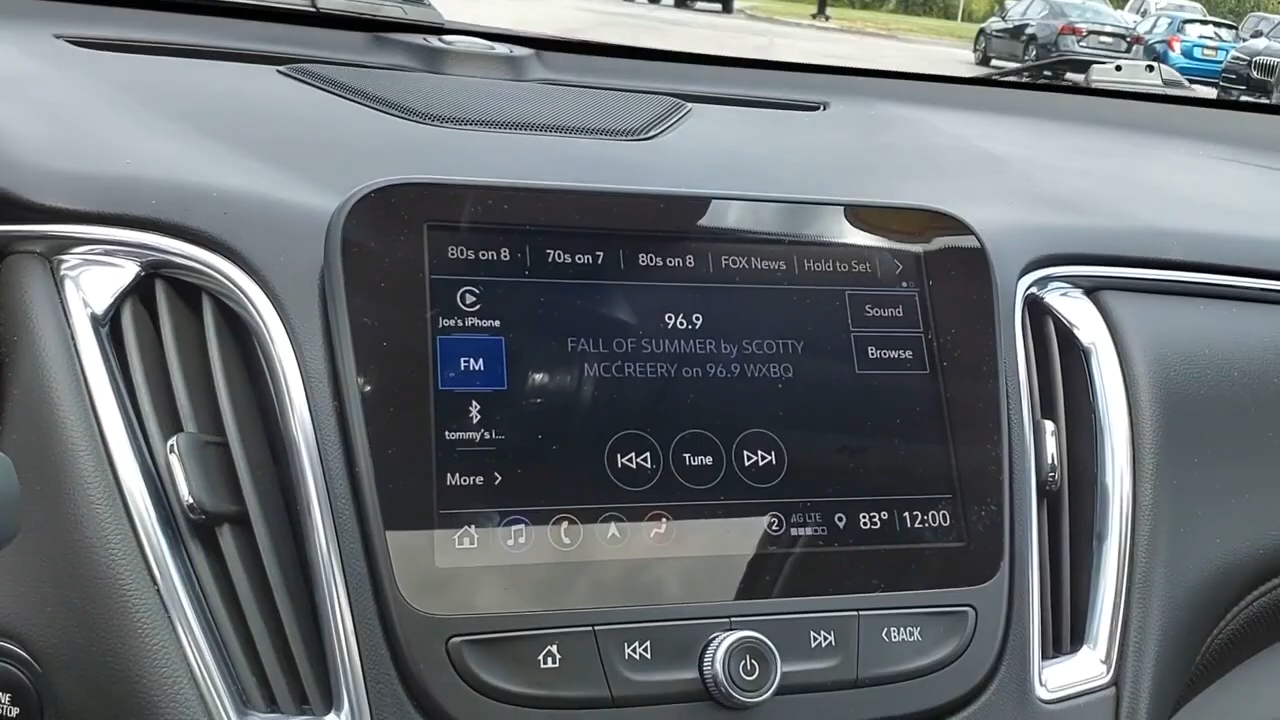 80s on 8
70s on 7
80s on 8
FOX News
Hold to Set
Joe's iPhone
96.9
Sound
FM
FALL OF SUMMER by SCOTTY
MCCREERY on 96.9 WXBQ
Browse
tommy's i...
Tune
More
2
4G LTE
83°
12:00
BACK